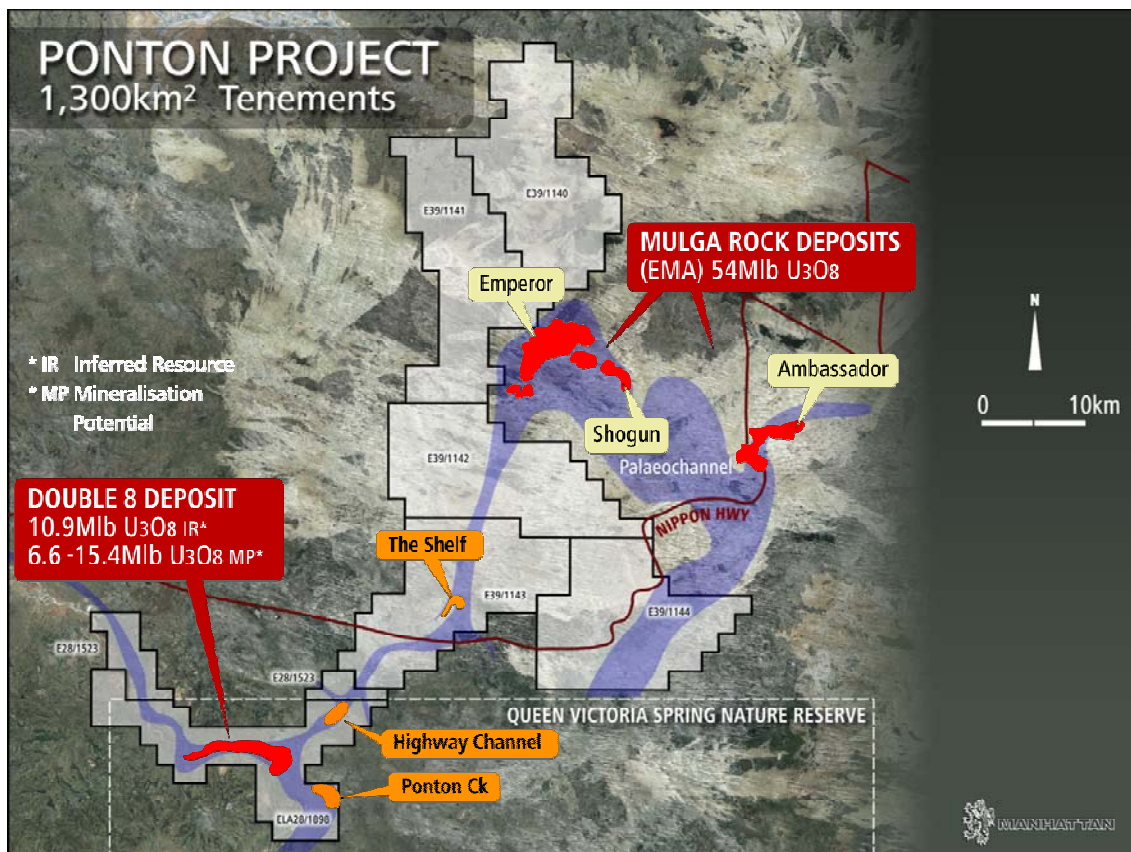 PONTON PROJECT
1,300km² Tenements
E39/1140
E39/1141
MULGA ROCK DEPOSITS
(EMA) 54Mlb U3O8
Emperor
N
* IR Inferred Resource
* MP Mineralisation
Potential
Ambassador
0 10km
Shogun
E39/1142
Palaeochannel
DOUBLE 8 DEPOSIT
10.9Mlb U3O8 IR*
6.6 -15.4Mlb U3O8 MP*
NIPPON HWY
The Shelf
E39/1143
E39/1144
E28/1523
E28/1523
QUEEN VICTORIA SPRING NATURE RESERVE
Highway Channel
Ponton Ck
ELA28/1898
MANHATTAN